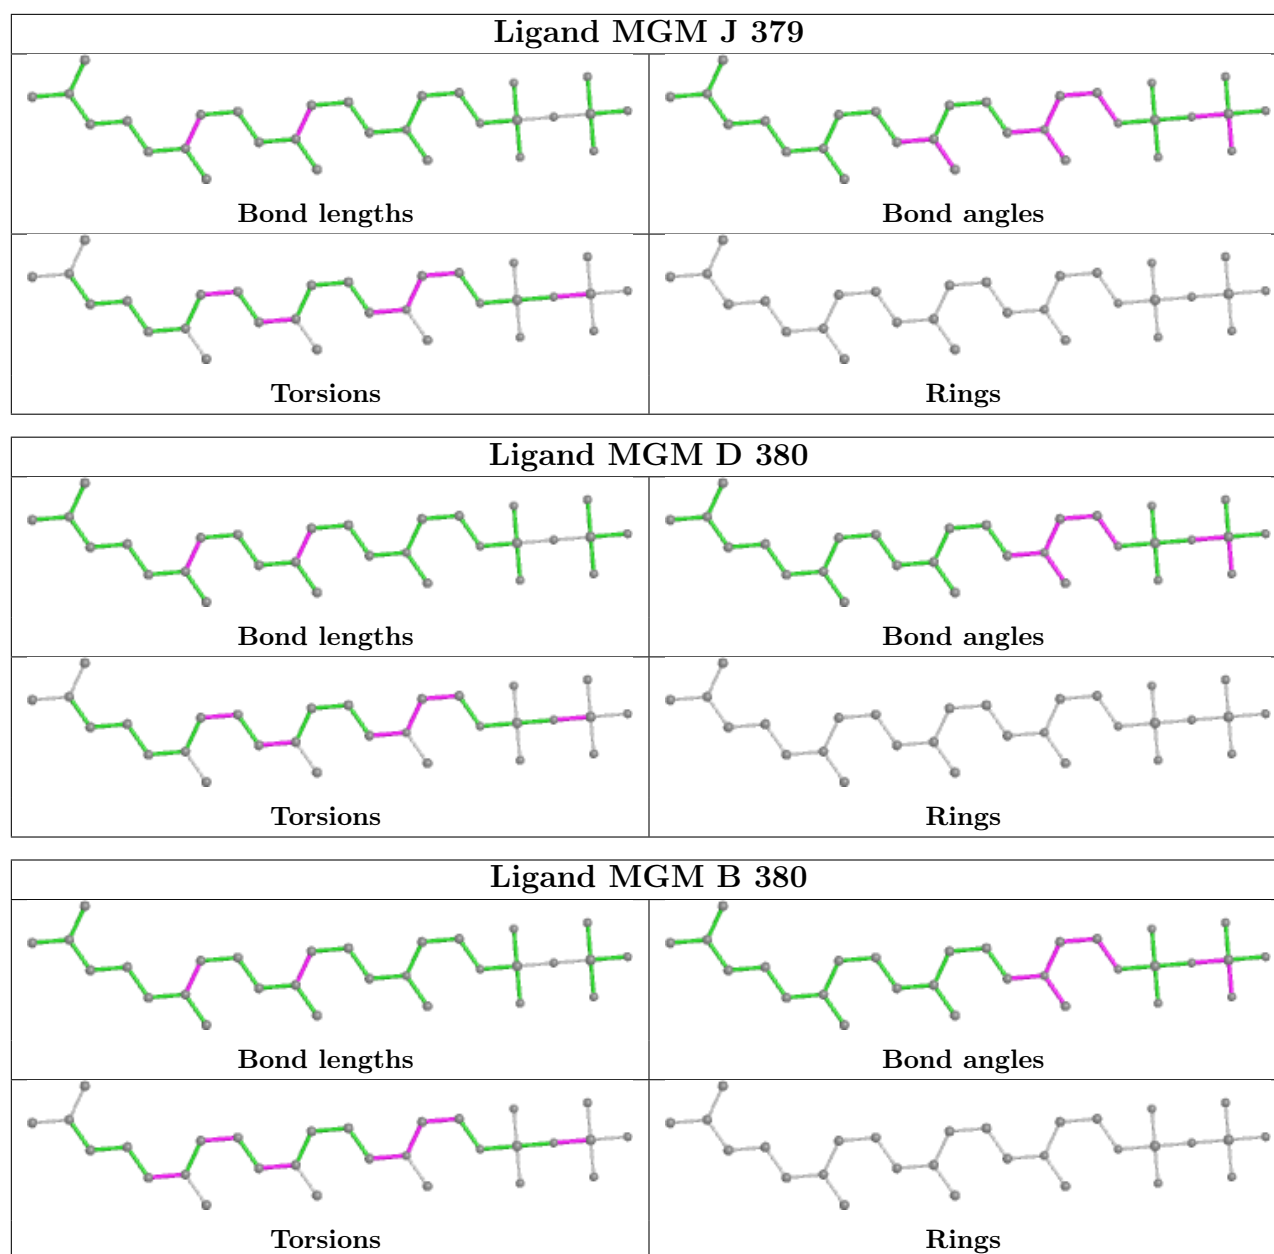 Ligand MGM J 379
Bond lengths
Bond angles
Torsions
Rings
Ligand MGM D 380
Bond lengths
Bond angles
Torsions
Rings
Ligand MGM B 380
Bond lengths
Bond angles
Torsions
Rings